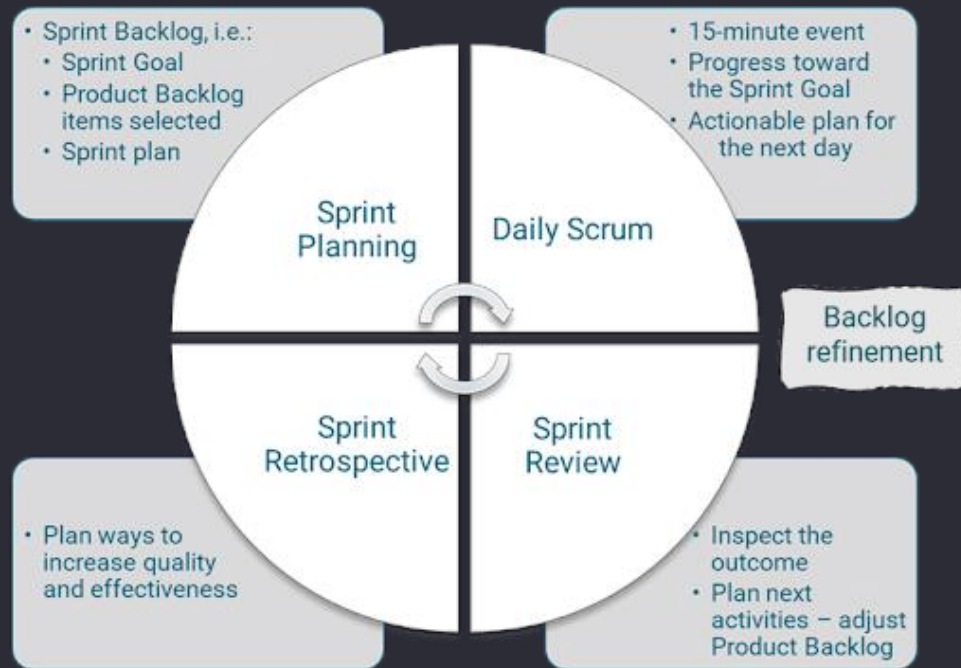 • Sprint Backlog, i.e.:
• Sprint Goal
• Product Backlog
items selected
• Sprint plan
• 15-minute event
• Progress toward
the Sprint Goal
• Actionable plan for
the next day
Sprint
Planning
Daily Scrum
Backlog
refinement
Sprint
Retrospective
Sprint
Review
• Plan ways to
increase quality
and effectiveness
• Inspect the
outcome
• Plan next
activities – adjust
Product Backlog